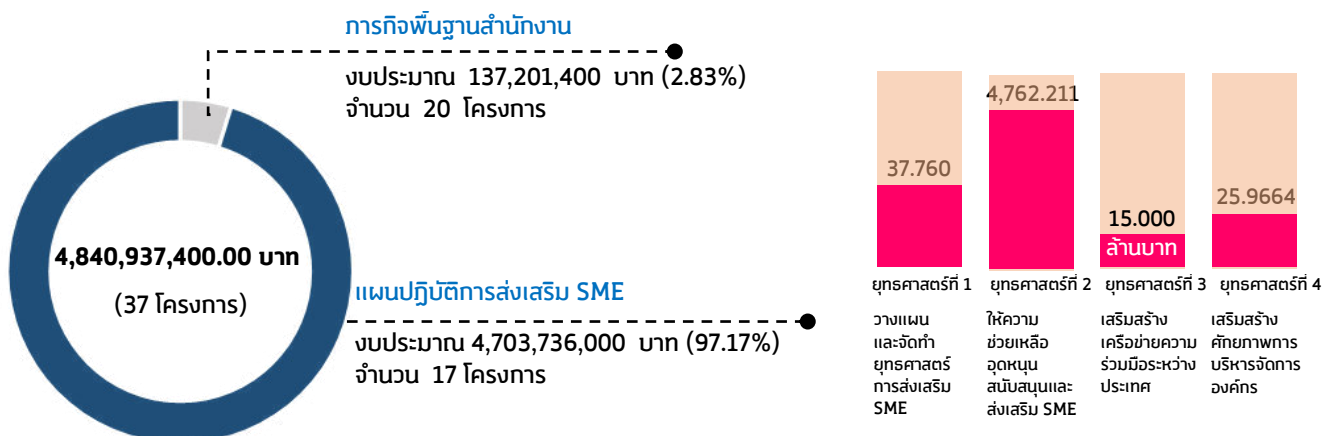 ภารกิจพื้นฐานสำนักงาน
งบประมาณ 137,201,400 บาท (2.83%)
จำนวน 20 โครงการ
4,840,937,400.00 บาท
(37 โครงการ)
แผนปฏิบัติการส่งเสริม SME
งบประมาณ 4,703,736,000 บาท (97.17%)
จำนวน 17 โครงการ
37.760
4,762.211
15.000
ล้านบาท
25.9664
ยุทธศาสตร์ที่ 1
วางแผน
และจัดทำ
ยุทธศาสตร์
การส่งเสริม
SME
ยุทธศาสตร์ที่ 2
ให้ความ
ช่วยเหลือ
อุดหนุน
สนับสนุนและ
ส่งเสริม SME
ยุทธศาสตร์ที่ 3
เสริมสร้าง
เครือข่ายความ
ร่วมมือระหว่าง
ประเทศ
ยุทธศาสตร์ที่ 4
เสริมสร้าง
ศักยภาพการ
บริหารจัดการ
องค์กร